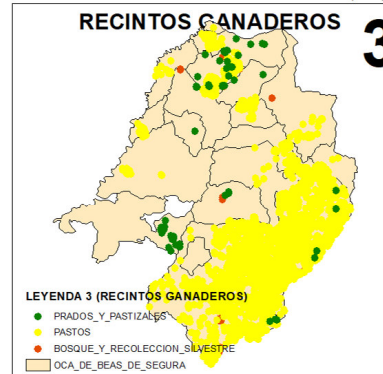 RECINTOS GANADEROS
3
LEYENDA 3 (RECINTOS GANADEROS)
PRADOS_Y_PASTIZALES
PASTOS
BOSQUE_Y_RECOLECCION_SILVESTRE
OCA_DE_BEAS_DE_SEGURA